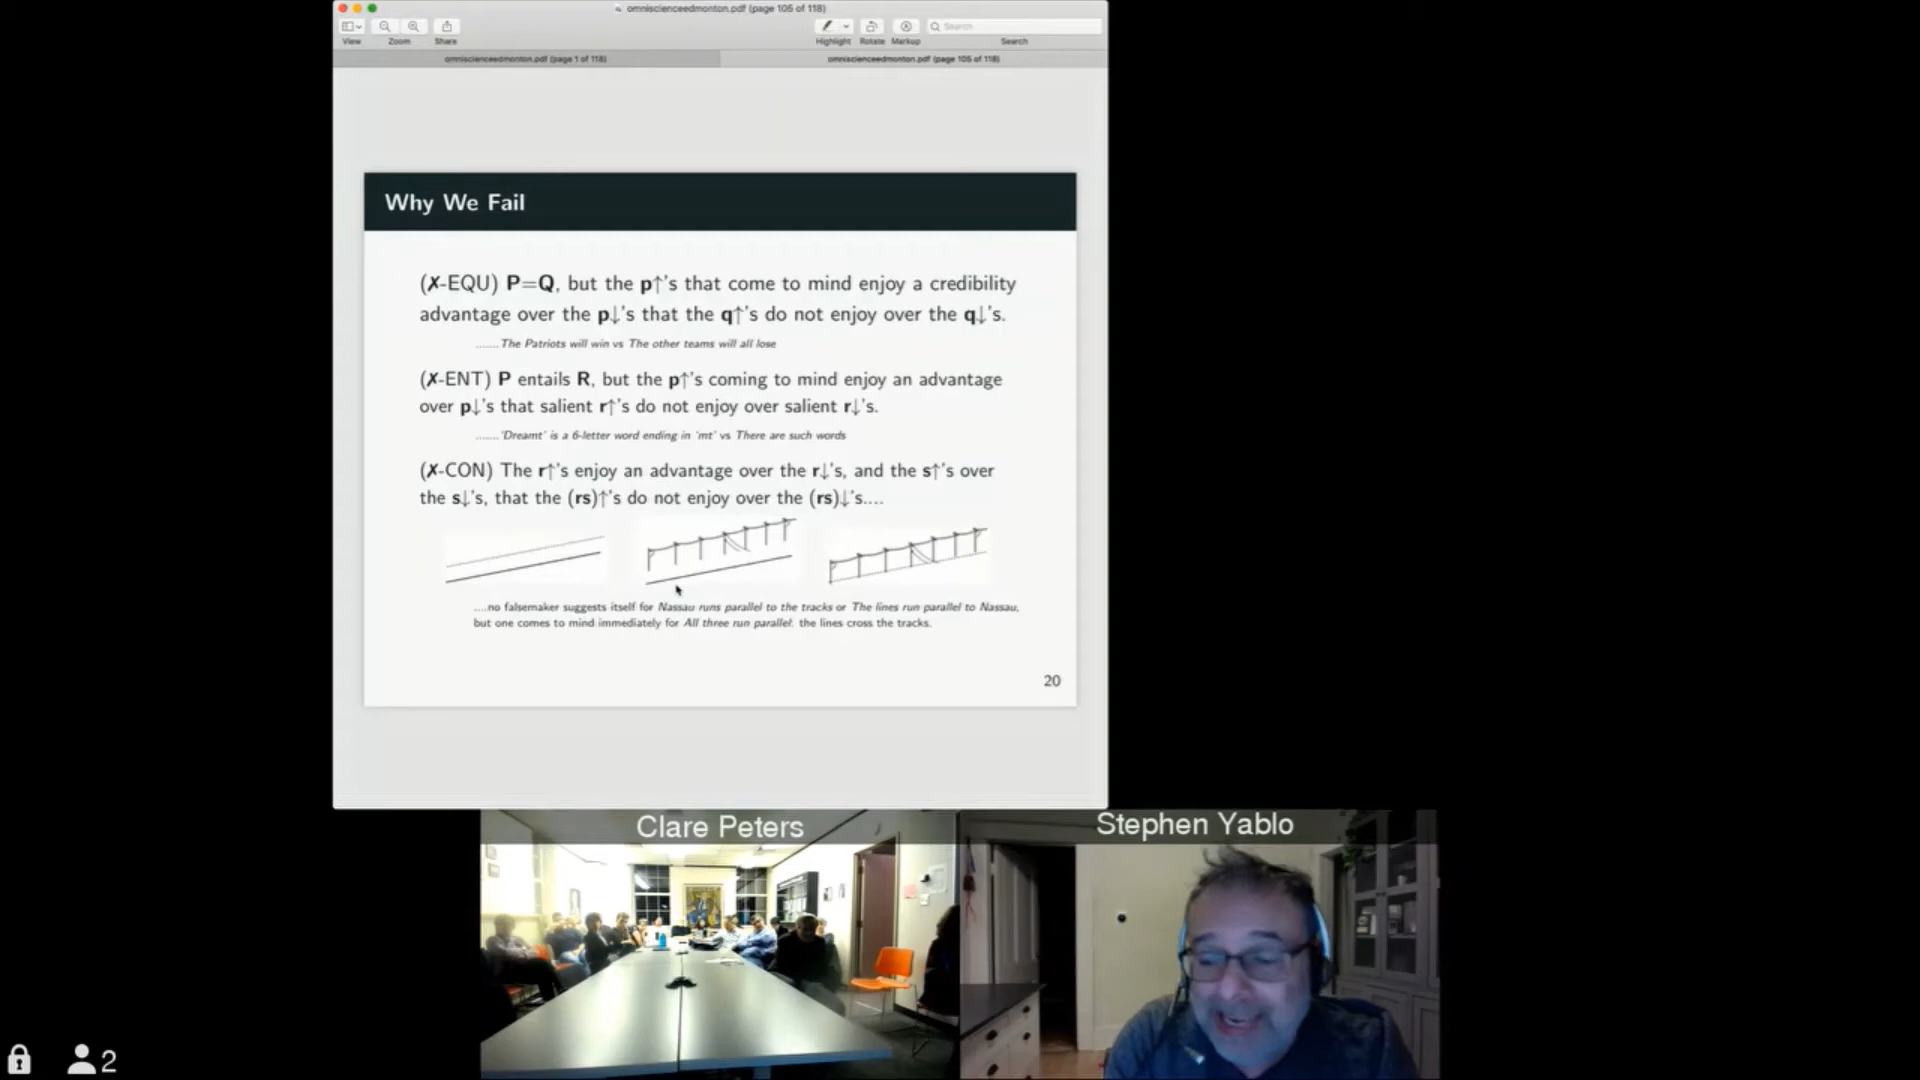 omniscienceedmonton.pdf (page 105 of 118)
View Zoom Share Highlight Rotate Markup Search
Search
omniscienceedmonton.pdf (page 1 of 118) omniscienceedmonton.pdf (page 105 of 118)
Why We Fail
(✗-EQU) P=Q, but the p↑'s that come to mind enjoy a credibility
advantage over the p↓'s that the q↑'s do not enjoy over the q↓'s.
.......The Patriots will win vs The other teams will all lose
(✗-ENT) P entails R, but the p↑'s coming to mind enjoy an advantage
over p↓'s that salient r↑'s do not enjoy over salient r↓'s.
.......'Dreamt' is a 6-letter word ending in 'mt' vs There are such words
(✗-CON) The r↑'s enjoy an advantage over the r↓'s, and the s↑'s over
the s↓'s, that the (rs)↑'s do not enjoy over the (rs)↓'s....
....no falsemaker suggests itself for Nassau runs parallel to the tracks or The lines run parallel to Nassau,
but one comes to mind immediately for All three run parallel: the lines cross the tracks.
20
Clare Peters
Stephen Yablo
2